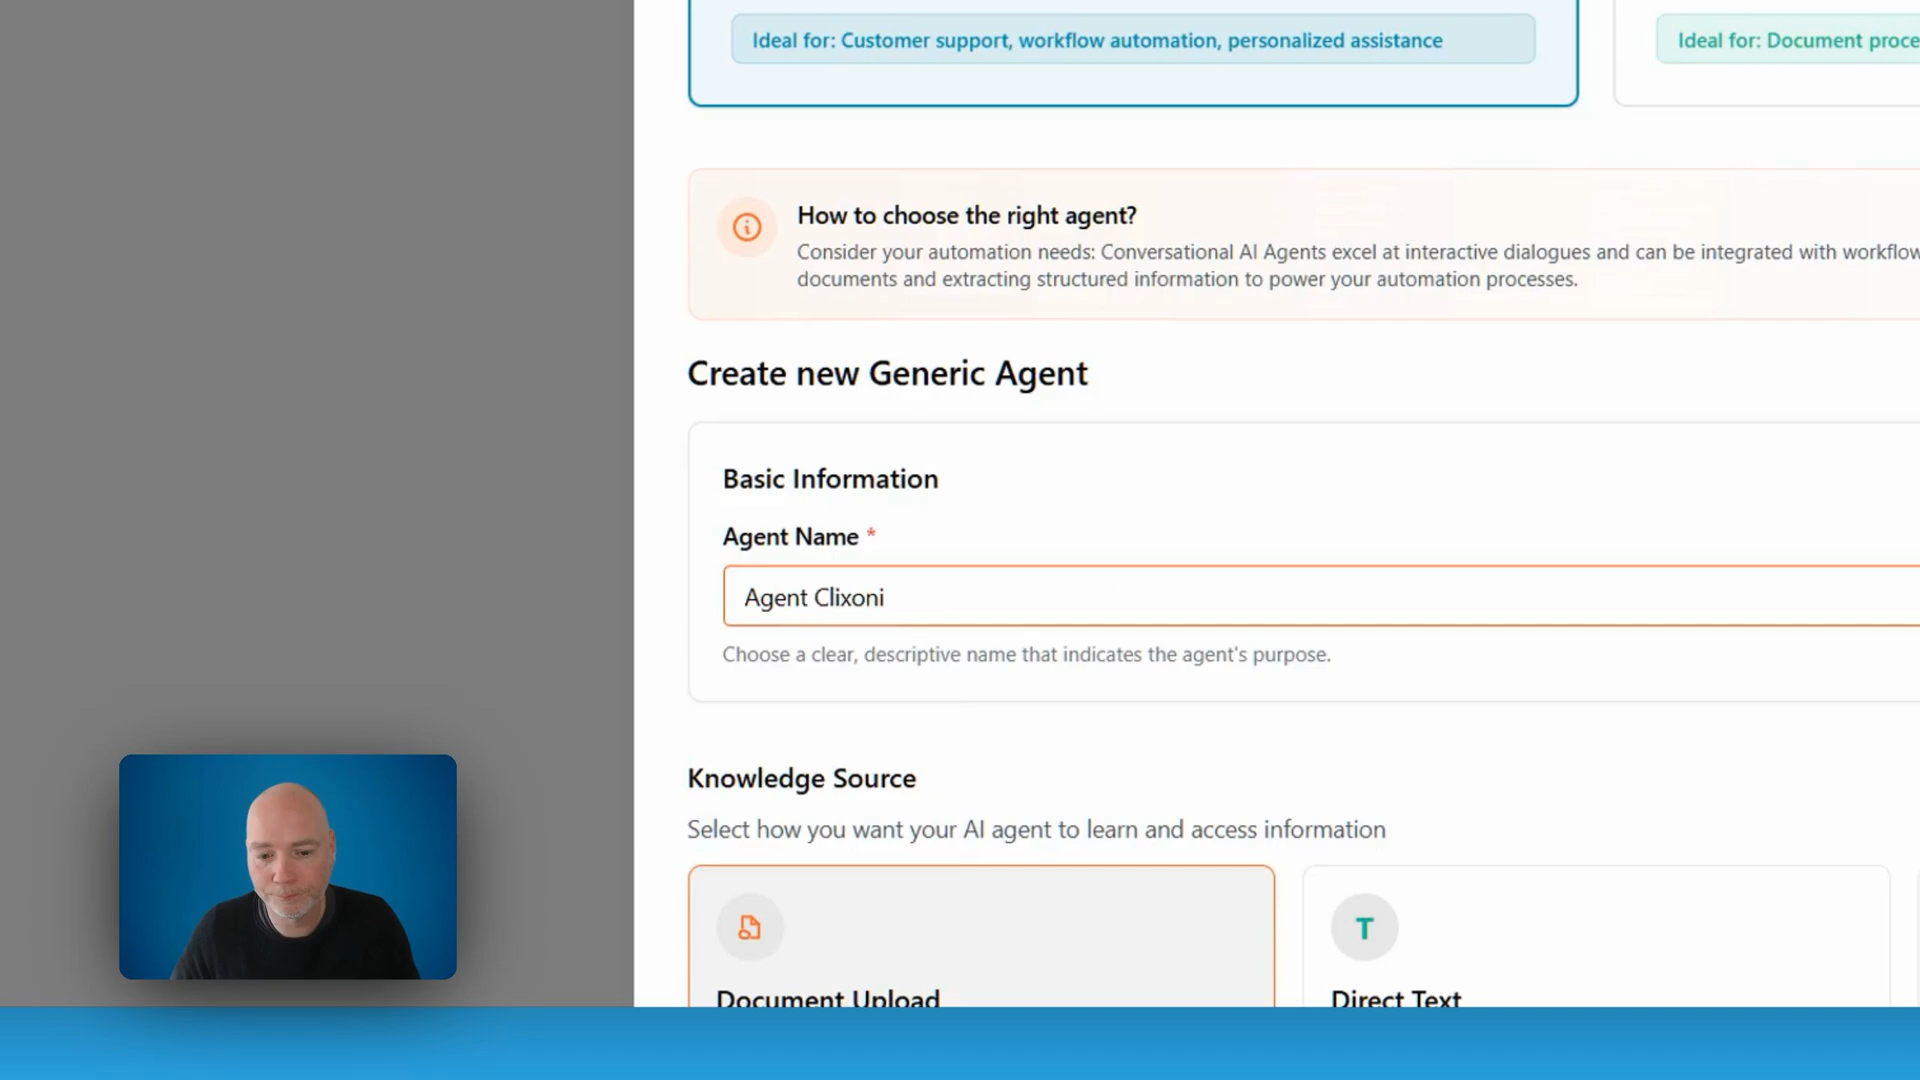 Ideal for: Customer support, workflow automation, personalized assistance
Ideal for: Document proce
How to choose the right agent?
Consider your automation needs: Conversational AI Agents excel at interactive dialogues and can be integrated with workflow
documents and extracting structured information to power your automation processes.
Create new Generic Agent
Basic Information
Agent Name *
Agent Clixoni
Choose a clear, descriptive name that indicates the agent's purpose.
Knowledge Source
Select how you want your AI agent to learn and access information
T
Document Upload
Direct Text